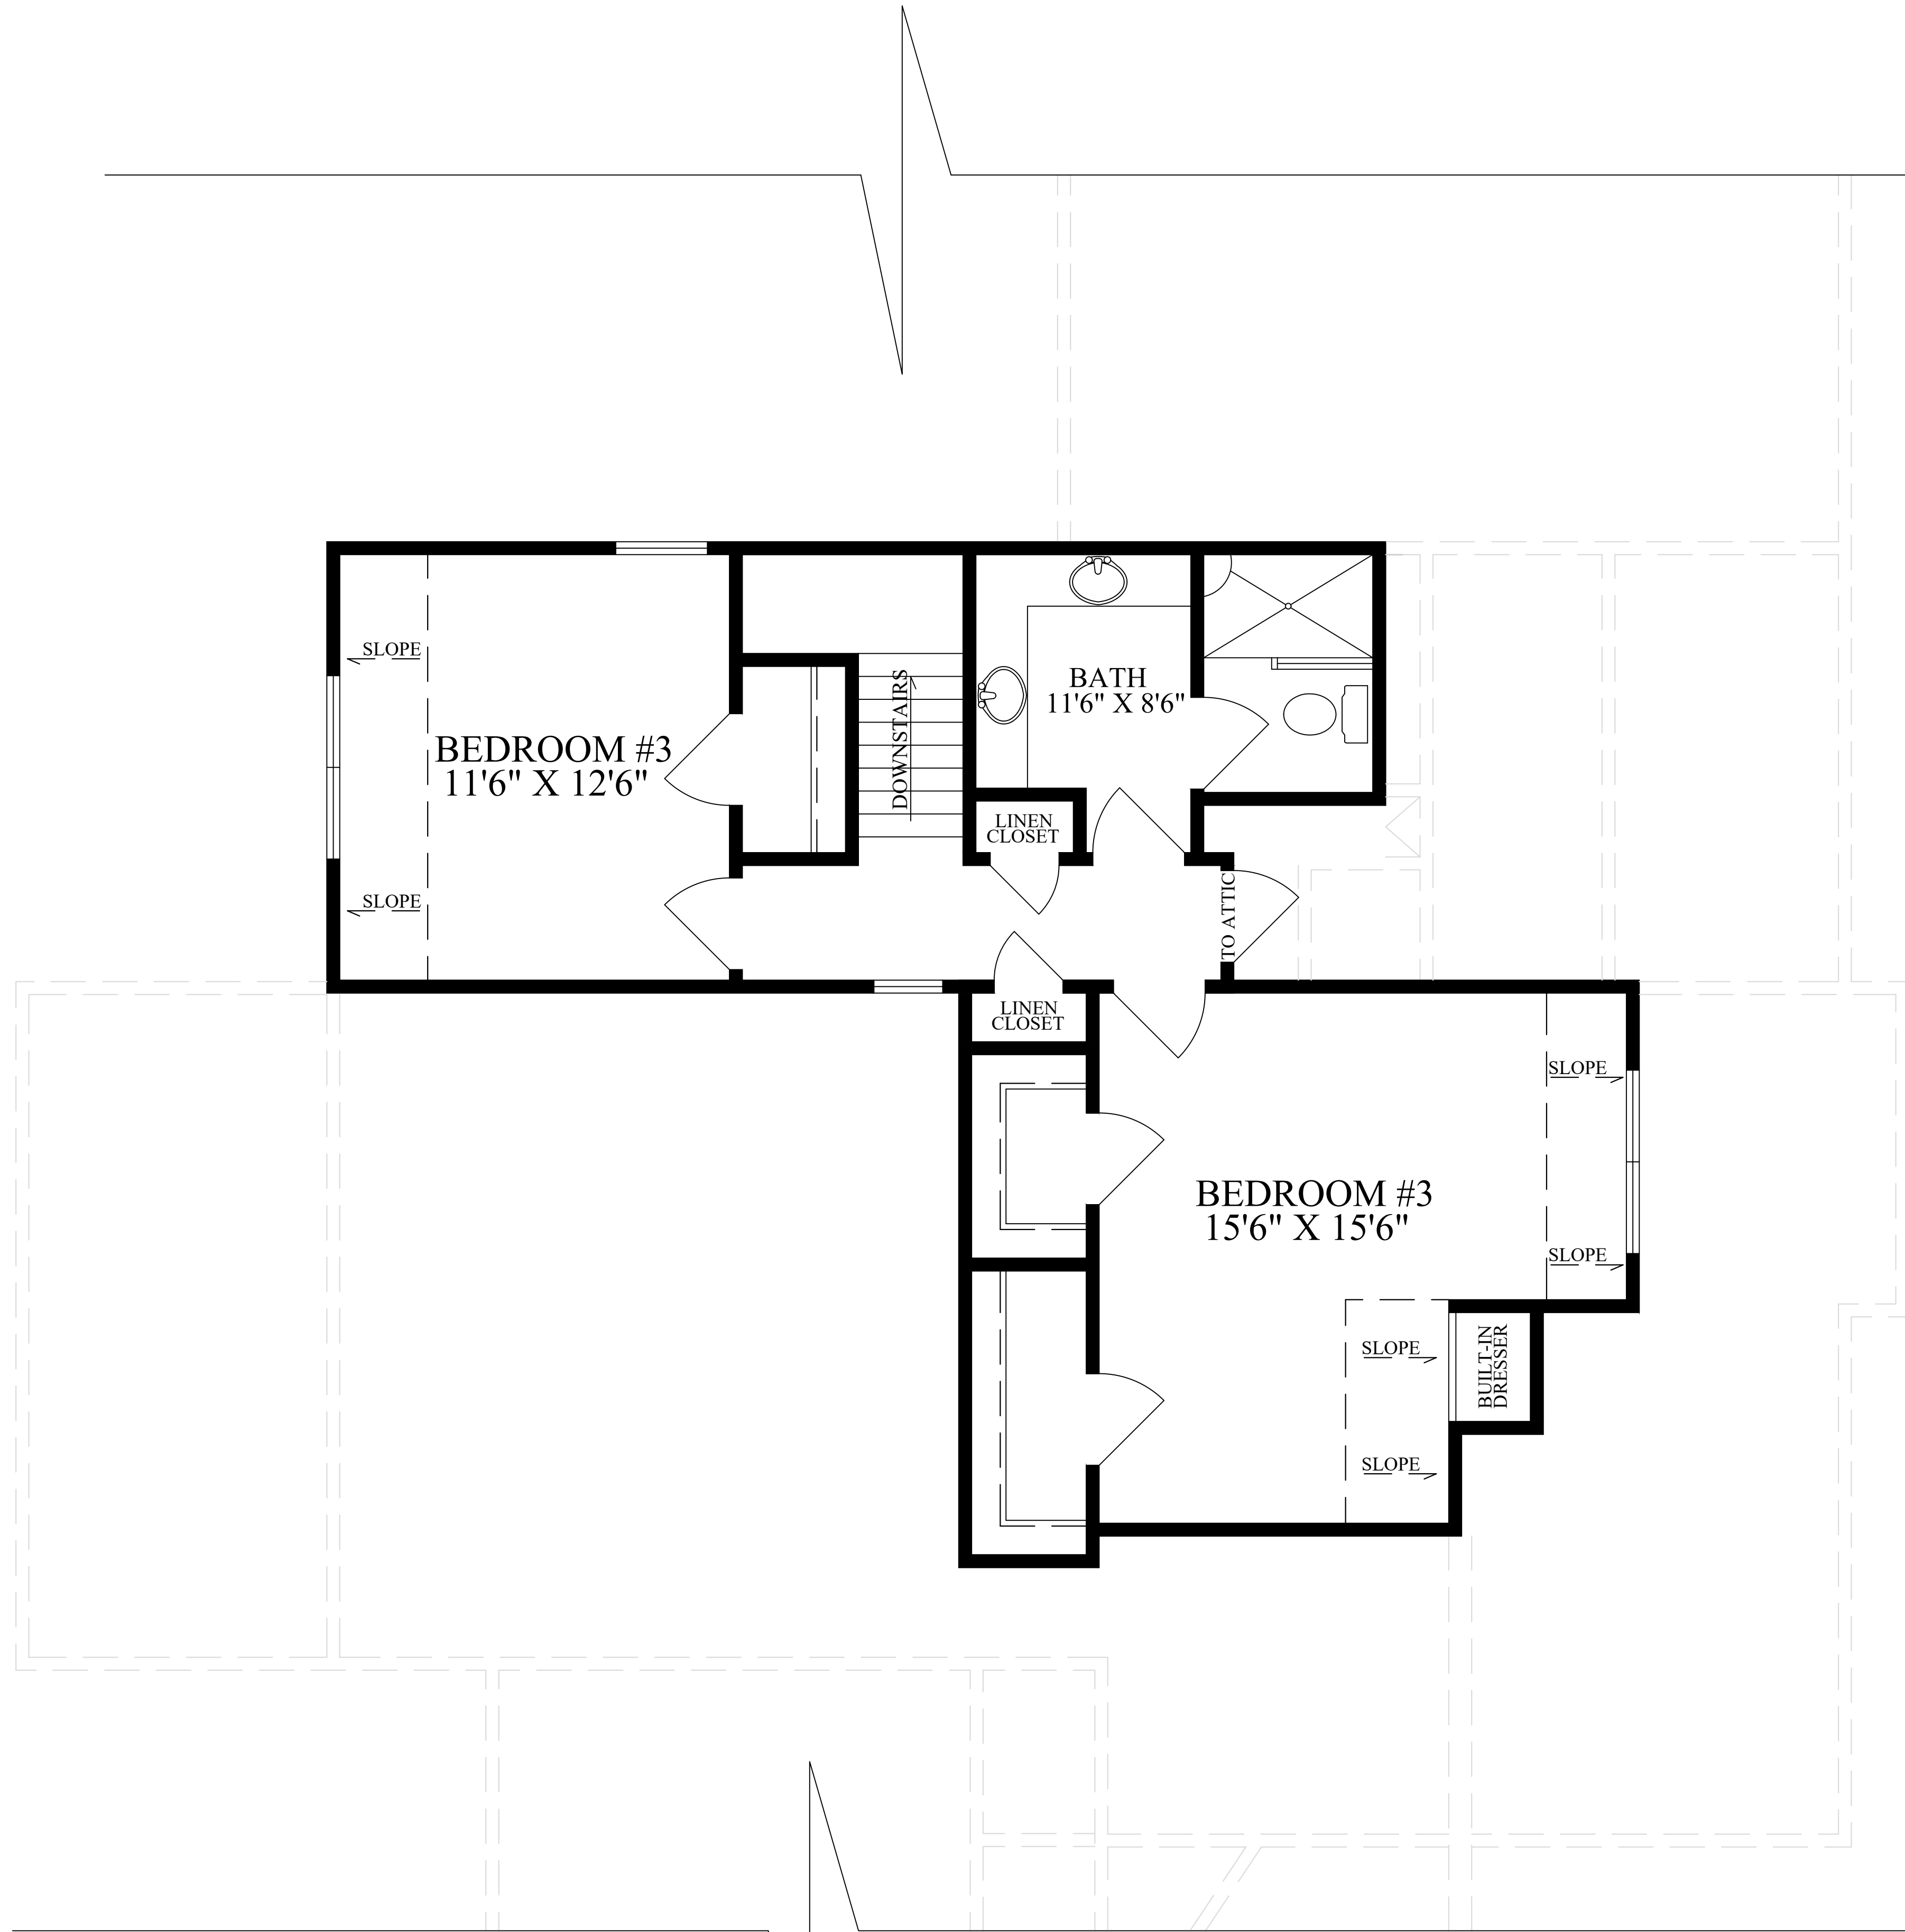 SLOPE
DOWNSTAIRS
BATH
11'6" X 8'6"
BEDROOM #3
11'6" X 12'6"
LINEN
CLOSET
SLOPE
TO ATTIC
LINEN
CLOSET
SLOPE
BEDROOM #3
15'6" X 15'6"
SLOPE
SLOPE
BUILT-IN
DRESSER
SLOPE